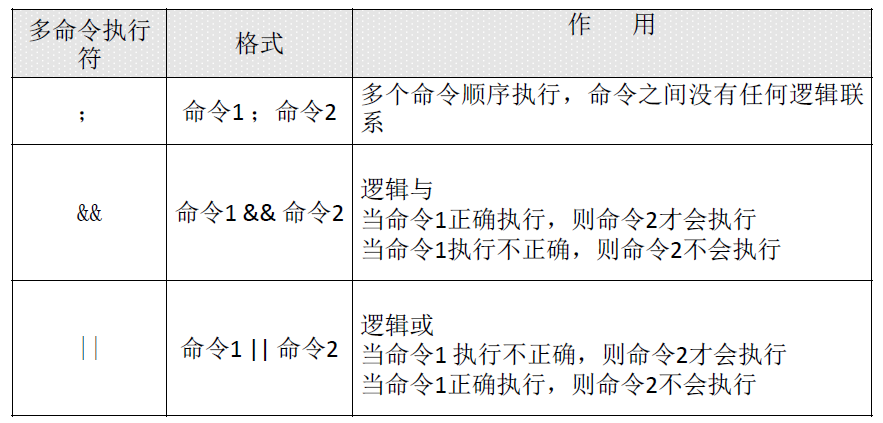 多命令执行
符
格式
作 用
；
命令1 ；命令2
多个命令顺序执行，命令之间没有任何逻辑联
系
&&
命令1 && 命令2
逻辑与
当命令1正确执行，则命令2才会执行
当命令1执行不正确，则命令2不会执行
||
命令1 || 命令2
逻辑或
当命令1 执行不正确，则命令2才会执行
当命令1正确执行，则命令2不会执行